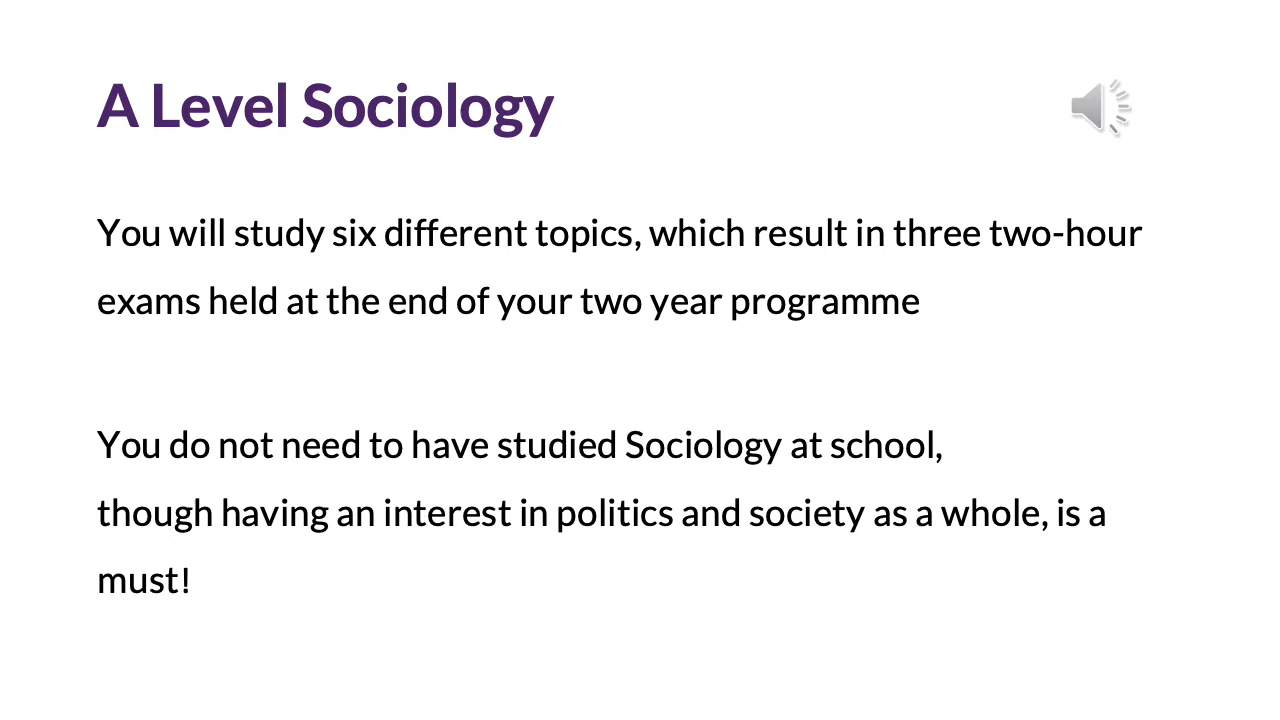 A Level Sociology
You will study six different topics, which result in three two-hour
exams held at the end of your two year programme
You do not need to have studied Sociology at school,
though having an interest in politics and society as a whole, is a
must!